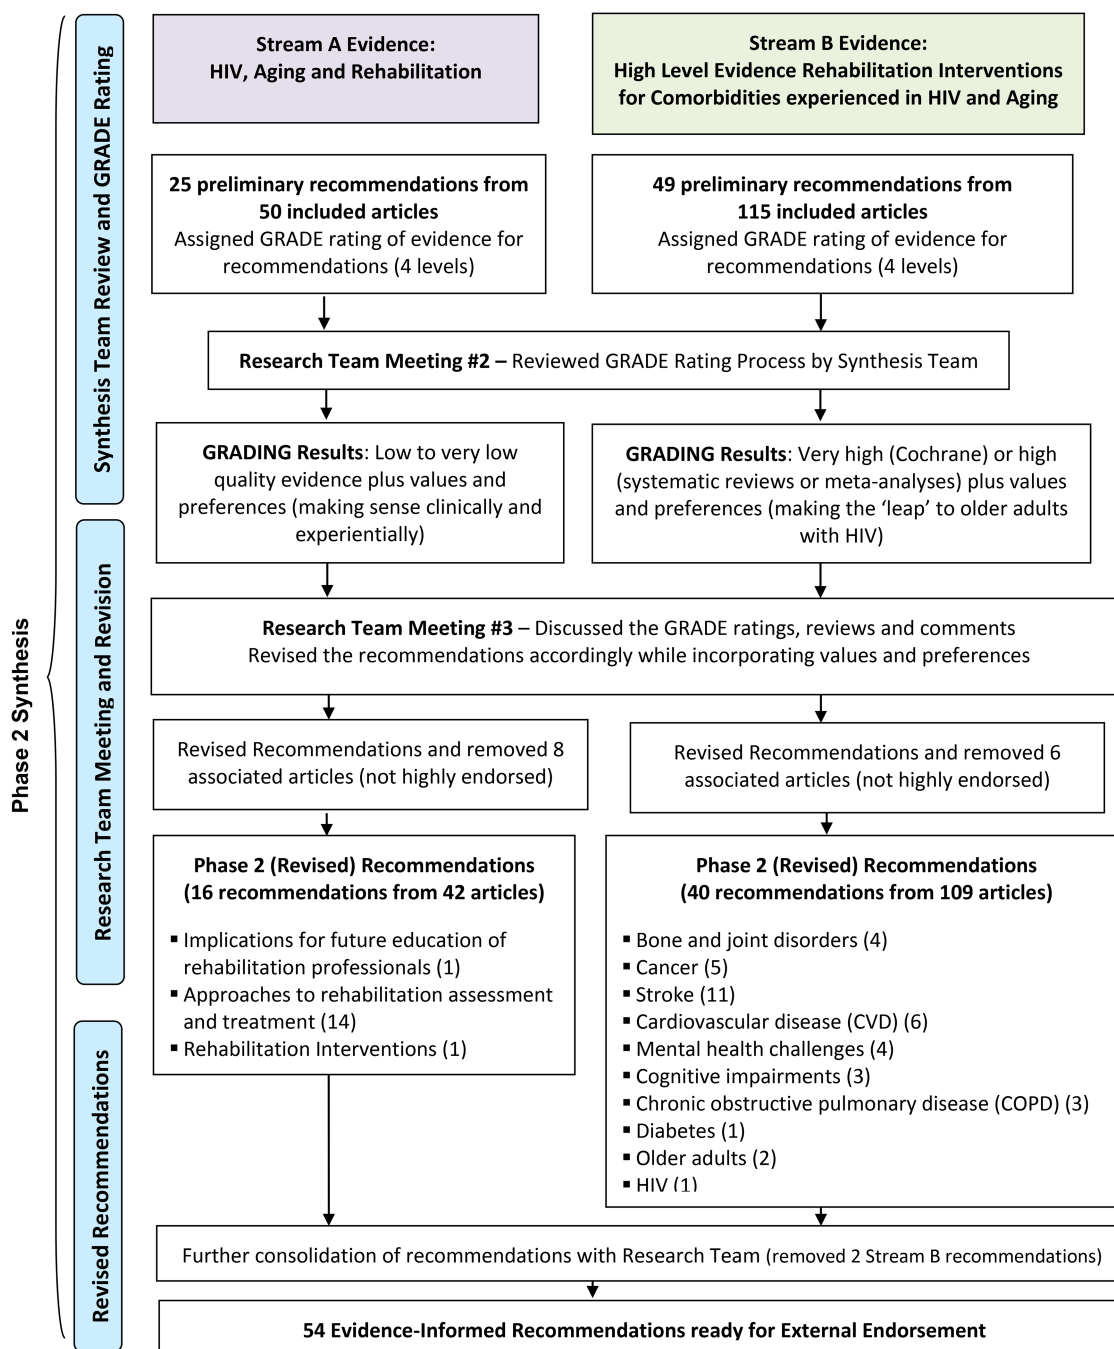 Phase 2 Synthesis
Synthesis Team Review and GRADE Rating
Stream A Evidence:
HIV, Aging and Rehabilitation
Stream B Evidence:
High Level Evidence Rehabilitation Interventions
for Comorbidities experienced in HIV and Aging
25 preliminary recommendations from
50 included articles
Assigned GRADE rating of evidence for
recommendations (4 levels)
49 preliminary recommendations from
115 included articles
Assigned GRADE rating of evidence for
recommendations (4 levels)
Research Team Meeting #2 – Reviewed GRADE Rating Process by Synthesis Team
GRADING Results: Low to very low
quality evidence plus values and
preferences (making sense clinically and
experientially)
GRADING Results: Very high (Cochrane) or high
(systematic reviews or meta-analyses) plus values
and preferences (making the ‘leap’ to older adults
with HIV)
Research Team Meeting and Revision
Research Team Meeting #3 – Discussed the GRADE ratings, reviews and comments
Revised the recommendations accordingly while incorporating values and preferences
Revised Recommendations and removed 8
associated articles (not highly endorsed)
Revised Recommendations and removed 6
associated articles (not highly endorsed)
Phase 2 (Revised) Recommendations
(16 recommendations from 42 articles)
▪ Implications for future education of
rehabilitation professionals (1)
▪ Approaches to rehabilitation assessment
and treatment (14)
▪ Rehabilitation Interventions (1)
Phase 2 (Revised) Recommendations
(40 recommendations from 109 articles)
▪ Bone and joint disorders (4)
▪ Cancer (5)
▪ Stroke (11)
▪ Cardiovascular disease (CVD) (6)
▪ Mental health challenges (4)
▪ Cognitive impairments (3)
▪ Chronic obstructive pulmonary disease (COPD) (3)
▪ Diabetes (1)
▪ Older adults (2)
▪ HIV (1)
Revised Recommendations
Further consolidation of recommendations with Research Team (removed 2 Stream B recommendations)
54 Evidence-Informed Recommendations ready for External Endorsement